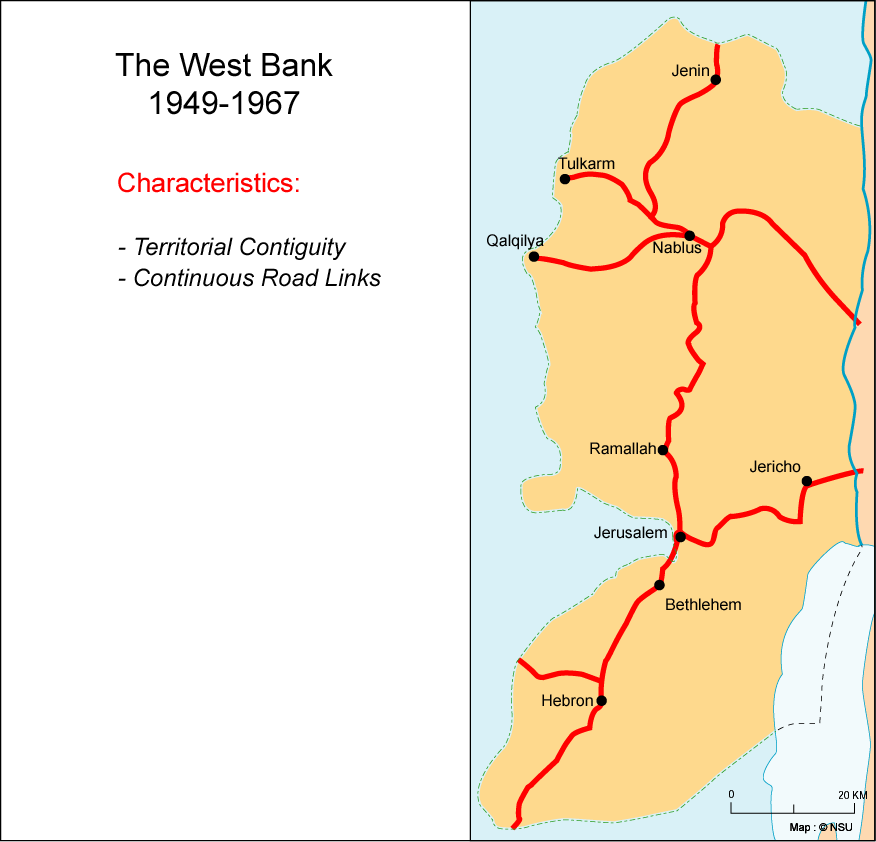 The West Bank
1949-1967
Characteristics:
- Territorial Contiguity
- Continuous Road Links
Jenin
Tulkarm
Qalqilya
Nablus
Ramallah
Jericho
Jerusalem
Bethlehem
Hebron
0 20 KM
Map : © NSU